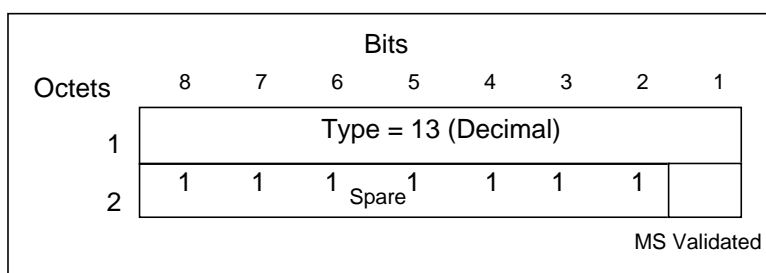 Bits
Octets 8 7 6 5 4 3 2 1
1 Type = 13 (Decimal)
2 1 1 1 1 1 1 1
Spare
MS Validated